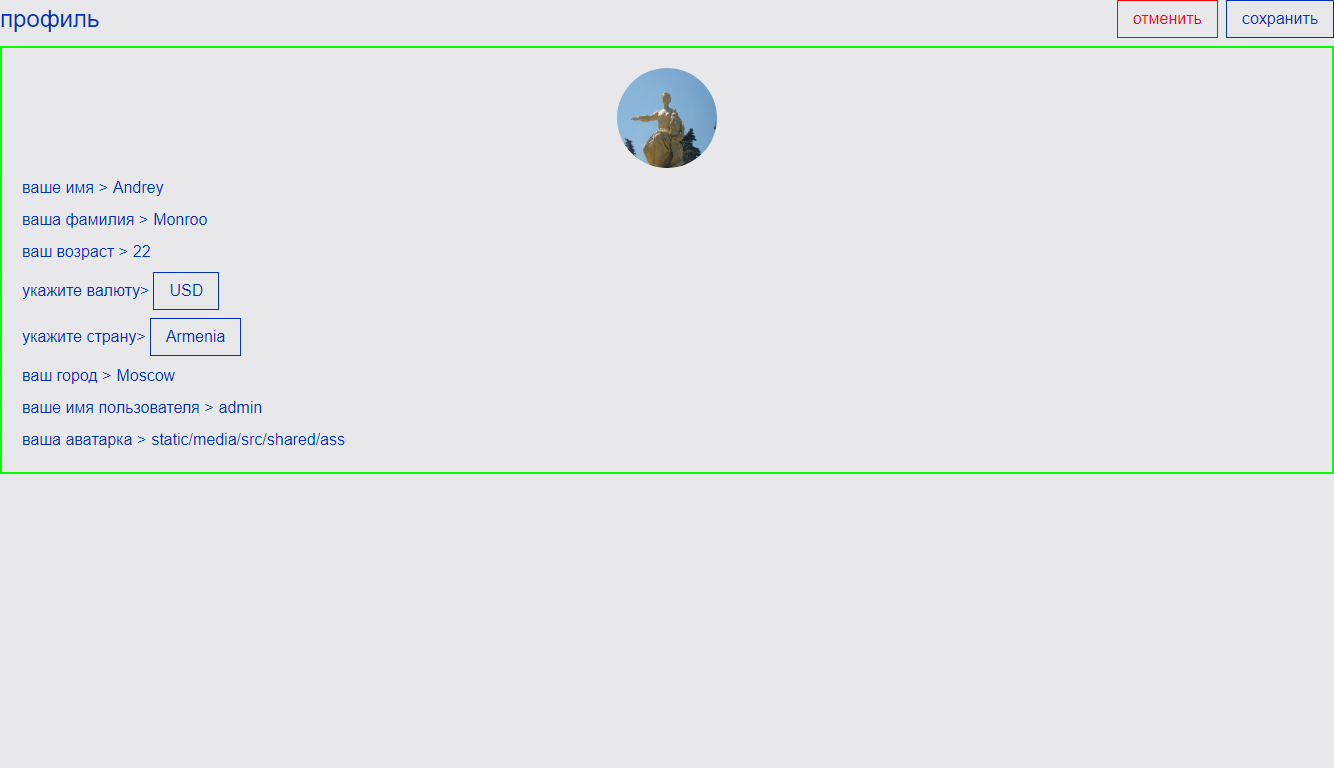 профиль
отменить
сохранить
ваше имя > Andrey
ваша фамилия > Monroo
ваш возраст > 22
укажите валюту> USD
укажите страну> Armenia
ваш город > Moscow
ваше имя пользователя > admin
ваша аватарка > static/media/src/shared/ass